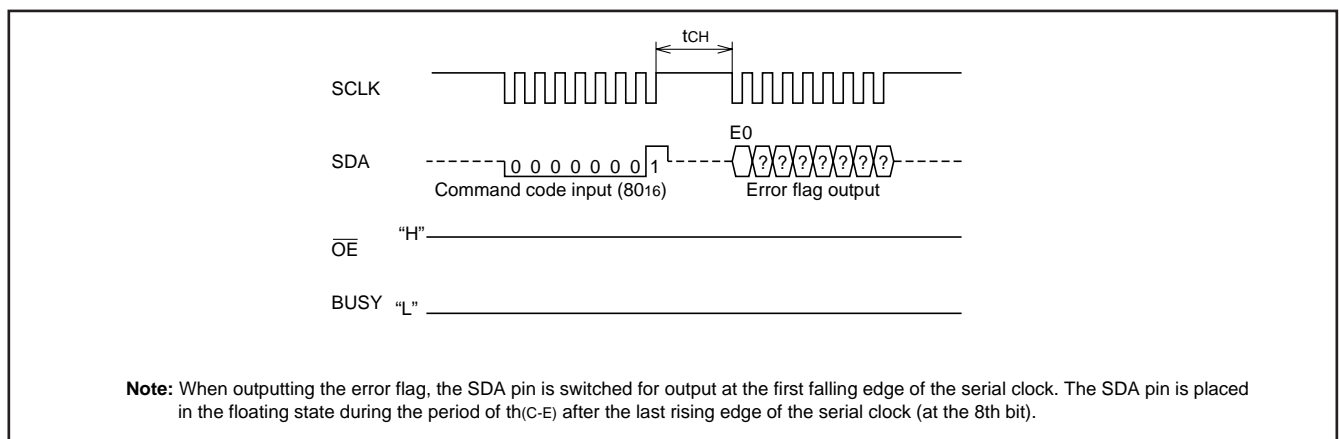 tCH
SCLK
E0
SDA
0 0 0 0 0 0 0 1
? ? ? ? ? ? ?
Command code input (8016)
Error flag output
OE
“H”
BUSY
“L”
Note: When outputting the error flag, the SDA pin is switched for output at the first falling edge of the serial clock. The SDA pin is placed
in the floating state during the period of th(C-E) after the last rising edge of the serial clock (at the 8th bit).